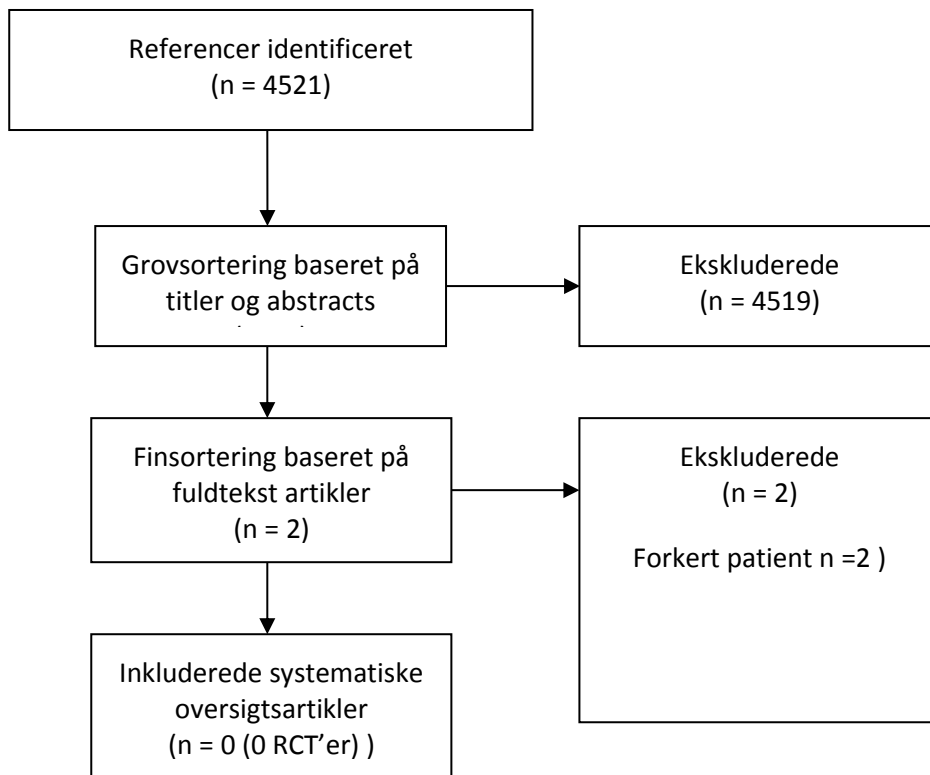 Referencer identificeret
(n = 4521)
Grovsortering baseret på
titler og abstracts
Ekskluderede
(n = 4519)
Finsortering baseret på
fuldtekst artikler
(n = 2)
Ekskluderede
(n = 2)
Forkert patient n =2 )
Inkluderede systematiske
oversigtsartikler
(n = 0 (0 RCT’er) )